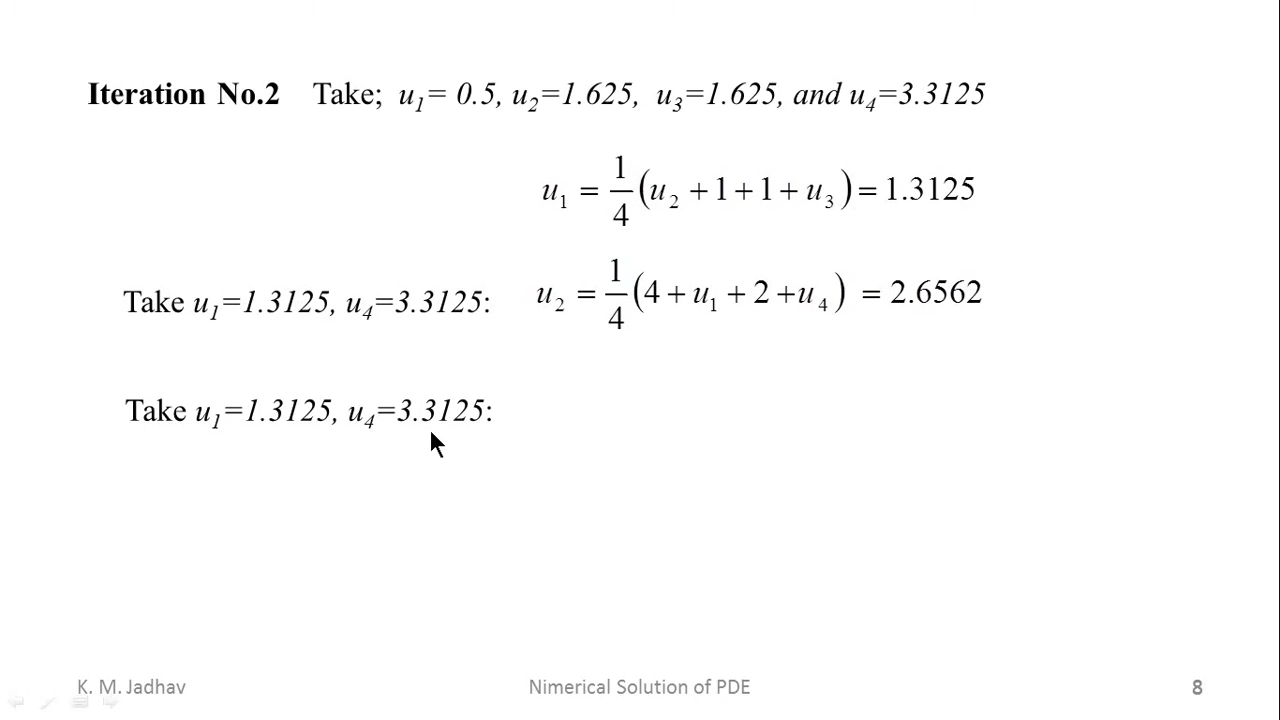 Iteration No.2 Take; u₁= 0.5, u₂=1.625, u₃=1.625, and u₄=3.3125
u₁ = 1/4 (u₂ + 1 + 1 + u₃) = 1.3125
Take u₁=1.3125, u₄=3.3125: u₂ = 1/4 (4 + u₁ + 2 + u₄) = 2.6562
Take u₁=1.3125, u₄=3.3125:
K. M. Jadhav Nimerical Solution of PDE 8